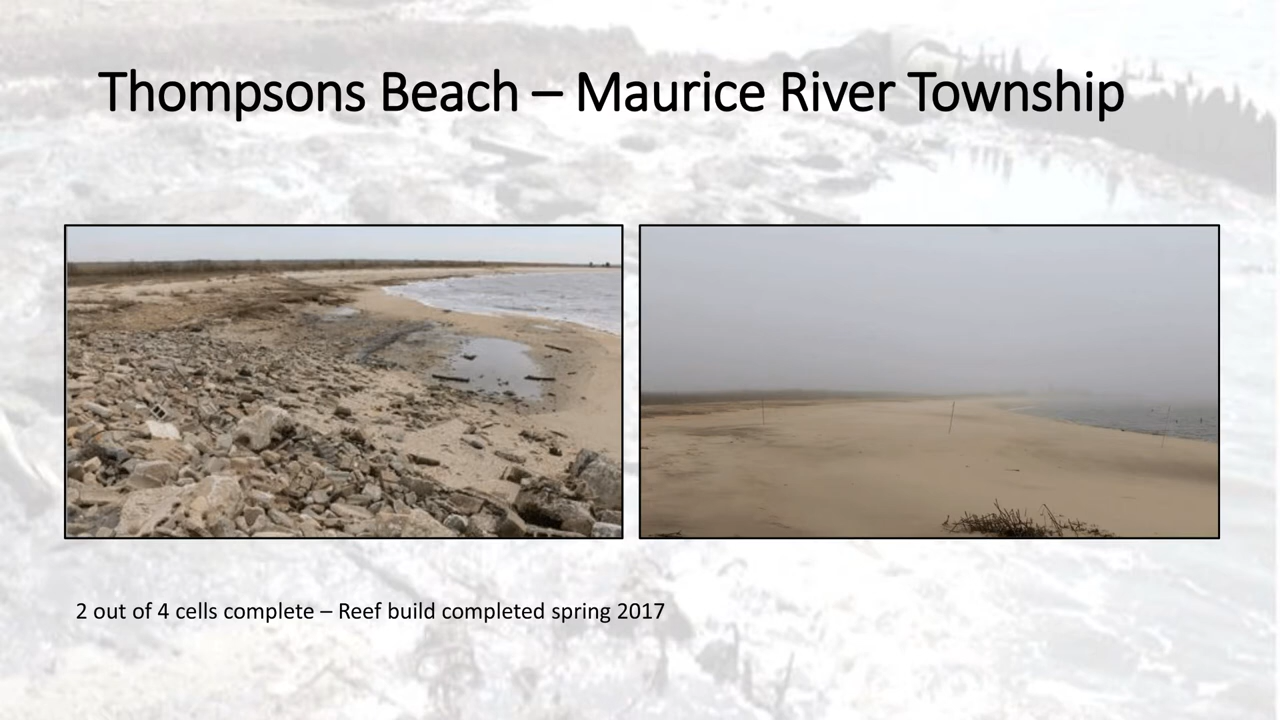 Thompsons Beach – Maurice River Township
2 out of 4 cells complete – Reef build completed spring 2017